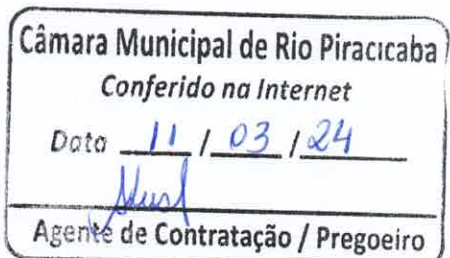 Câmara Municipal de Rio Piracicaba
Conferido na Internet
Data 11 / 03 / 24
Agente de Contratação / Pregoeiro